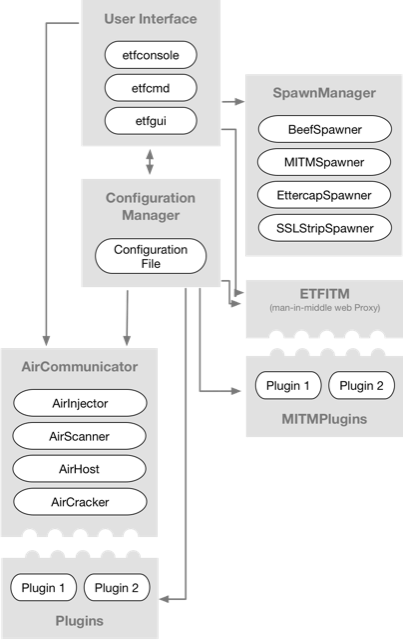 User Interface
etfconsole
etfcmd
etfgui
SpawnManager
BeefSpawner
MITMSpawner
EttercapSpawner
SSLStripSpawner
Configuration
Manager
Configuration
File
ETFITM
(man-in-middle web Proxy)
Plugin 1
Plugin 2
MITMPlugins
AirCommunicator
AirInjector
AirScanner
AirHost
AirCracker
Plugin 1
Plugin 2
Plugins